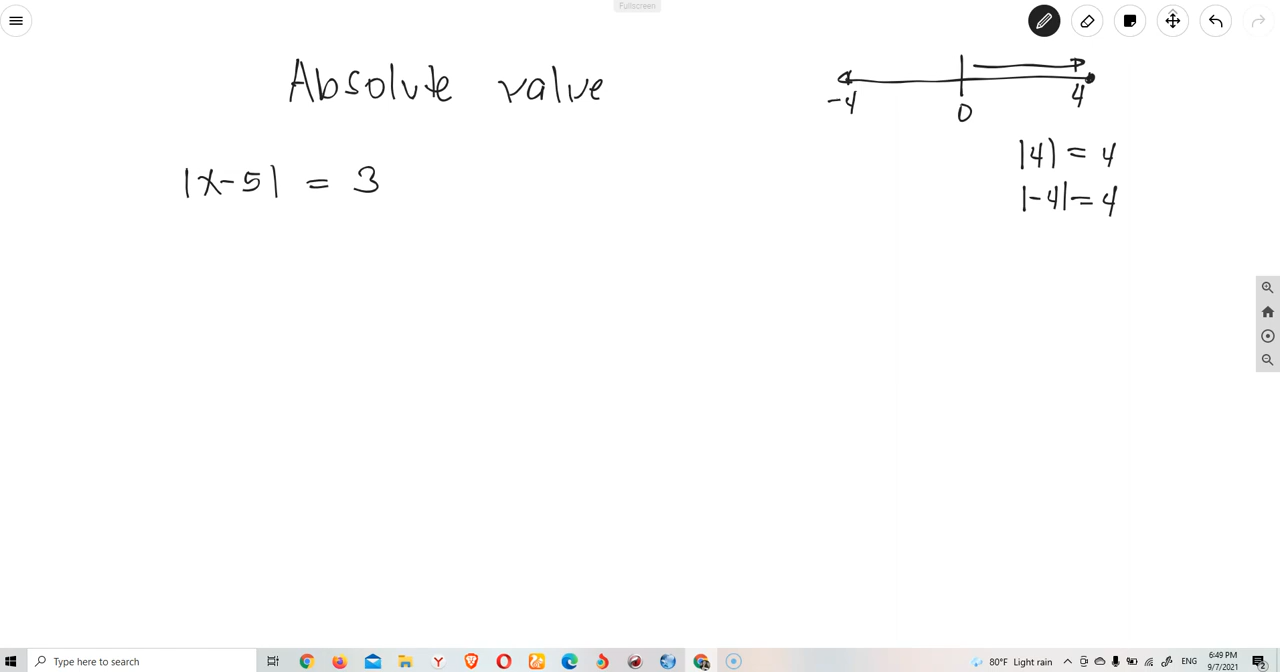 Fullscreen
Absolute value
-4 0 4
|4| = 4
|x-5| = 3
|-4| = 4
Type here to search
80°F Light rain
ENG
6:49 PM
9/7/2021
2